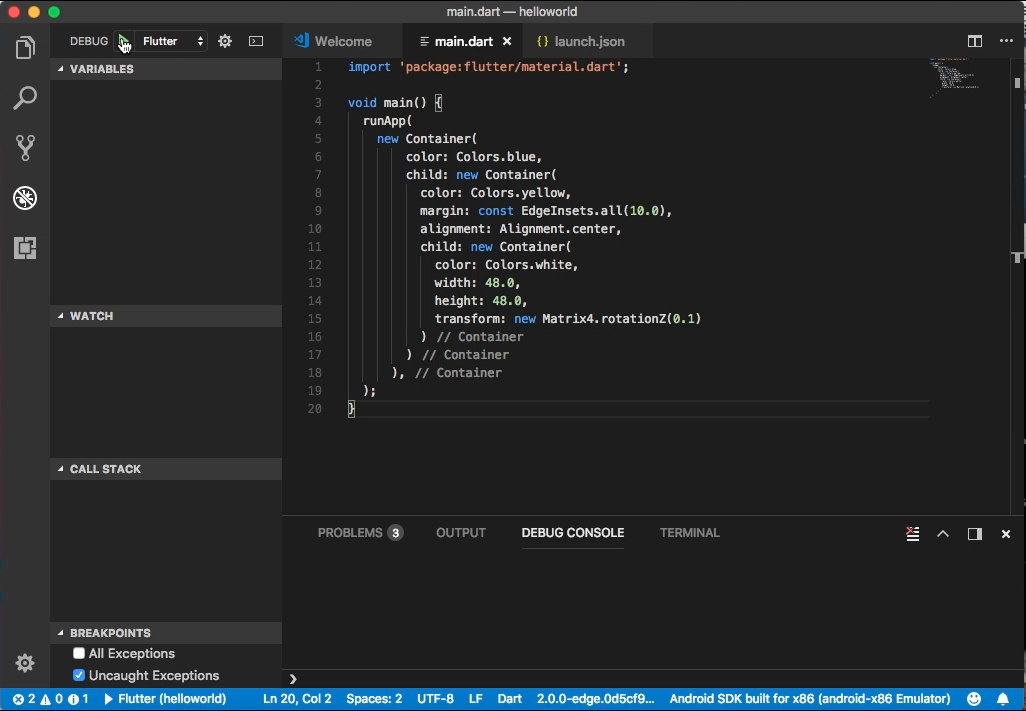 main.dart — helloworld
DEBUG Flutter
Welcome
main.dart
{} launch.json
VARIABLES
WATCH
CALL STACK
BREAKPOINTS
All Exceptions
Uncaught Exceptions
1 import 'package:flutter/material.dart';
2
3 void main() {
4 runApp(
5 new Container(
6 color: Colors.blue,
7 child: new Container(
8 color: Colors.yellow,
9 margin: const EdgeInsets.all(10.0),
10 alignment: Alignment.center,
11 child: new Container(
12 color: Colors.white,
13 width: 48.0,
14 height: 48.0,
15 transform: new Matrix4.rotationZ(0.1)
16 ) // Container
17 ) // Container
18 ), // Container
19 );
20 }
PROBLEMS 3 OUTPUT DEBUG CONSOLE TERMINAL
2 0 1 Flutter (helloworld) Ln 20, Col 2 Spaces: 2 UTF-8 LF Dart 2.0.0-edge.0d5cf9... Android SDK built for x86 (android-x86 Emulator)